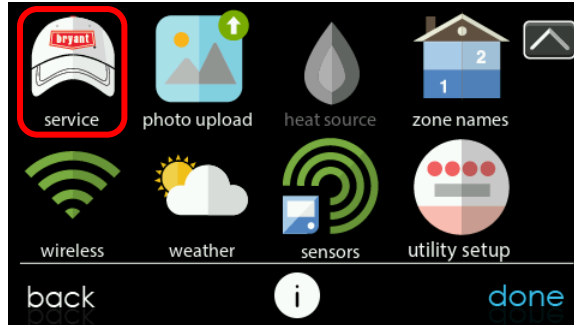 bryant
service
photo upload
heat source
2
1
zone names
wireless
weather
sensors
utility setup
back
i
done